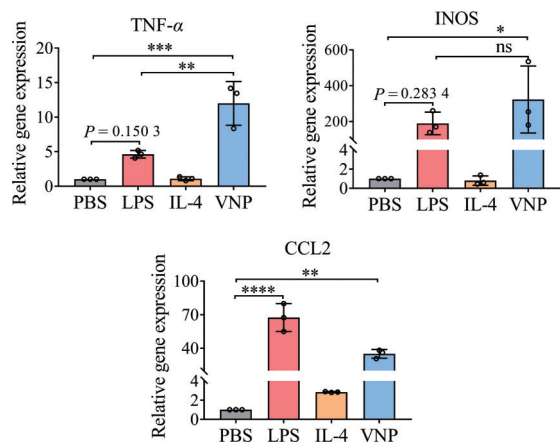 TNF-α
Relative gene expression
20
15
10
5
0
***
**
P = 0.150 3
PBS LPS IL-4 VNP
INOS
Relative gene expression
600
400
200
4
2
0
*
ns
P = 0.283 4
PBS LPS IL-4 VNP
CCL2
Relative gene expression
100
70
40
4
2
0
**
****
PBS LPS IL-4 VNP